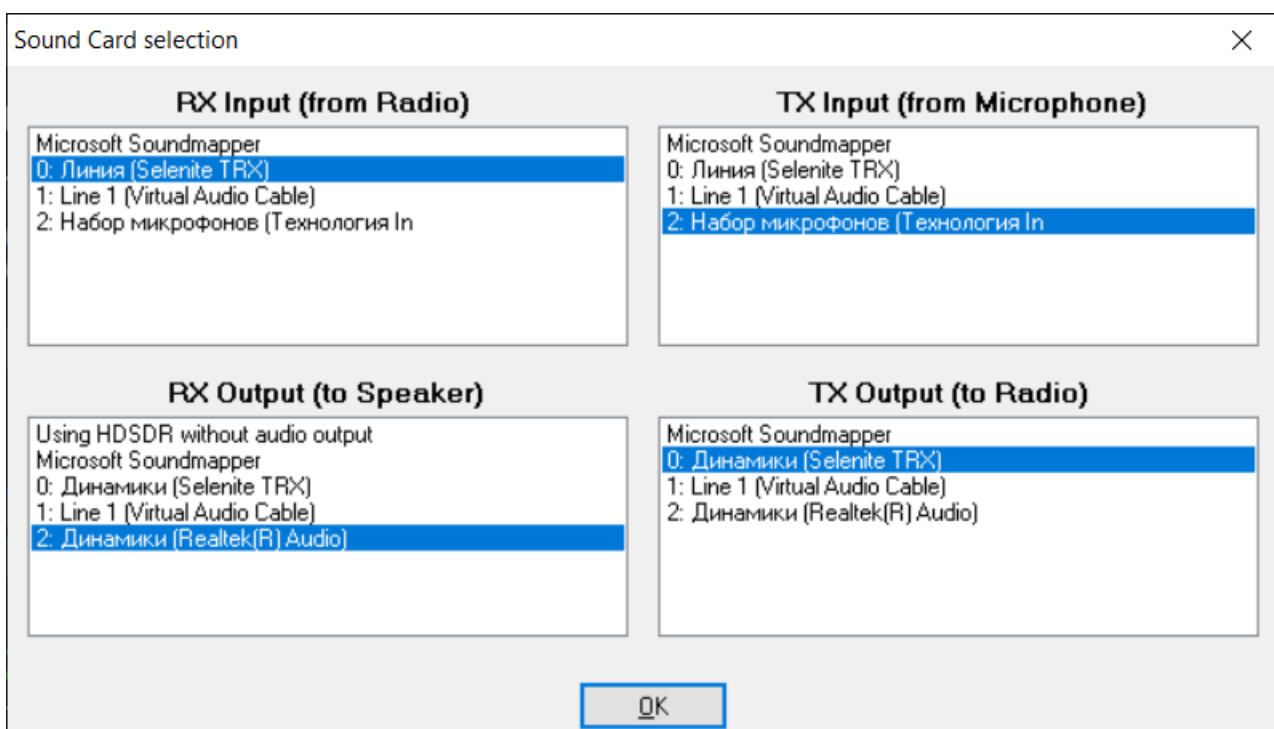 Sound Card selection
RX Input (from Radio)
Microsoft Soundmapper
0: Линия (Selenite TRX)
1: Line 1 (Virtual Audio Cable)
2: Набор микрофонов (Технология In
TX Input (from Microphone)
Microsoft Soundmapper
0: Линия (Selenite TRX)
1: Line 1 (Virtual Audio Cable)
2: Набор микрофонов (Технология In
RX Output (to Speaker)
Using HDSDR without audio output
Microsoft Soundmapper
0: Динамики (Selenite TRX)
1: Line 1 (Virtual Audio Cable)
2: Динамики (Realtek(R) Audio)
TX Output (to Radio)
Microsoft Soundmapper
0: Динамики (Selenite TRX)
1: Line 1 (Virtual Audio Cable)
2: Динамики (Realtek(R) Audio)
OK